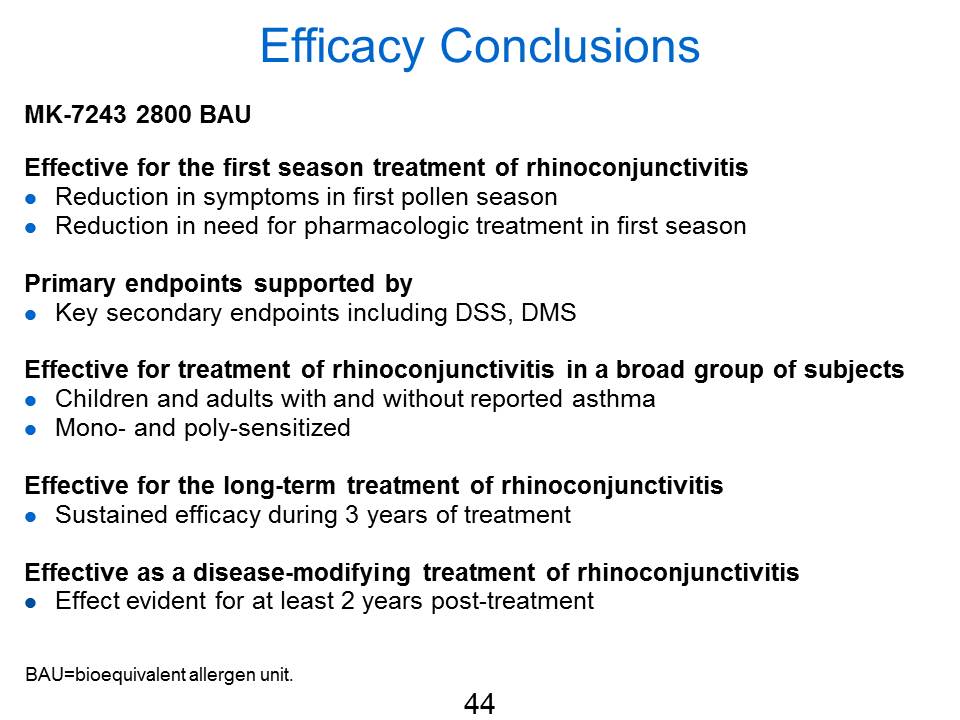 Efficacy Conclusions
MK-7243 2800 BAU
Effective for the first season treatment of rhinoconjunctivitis
● Reduction in symptoms in first pollen season
● Reduction in need for pharmacologic treatment in first season
Primary endpoints supported by
● Key secondary endpoints including DSS, DMS
Effective for treatment of rhinoconjunctivitis in a broad group of subjects
● Children and adults with and without reported asthma
● Mono- and poly-sensitized
Effective for the long-term treatment of rhinoconjunctivitis
● Sustained efficacy during 3 years of treatment
Effective as a disease-modifying treatment of rhinoconjunctivitis
● Effect evident for at least 2 years post-treatment
BAU=bioequivalent allergen unit.
44